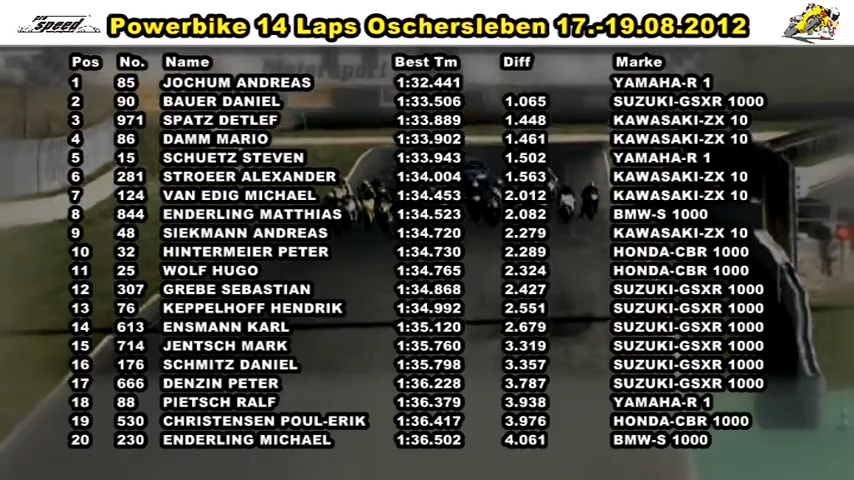 pro speed Powerbike 14 Laps Oschersleben 17.-19.08.2012
Pos No. Name Best Tm Diff Marke
1 85 JOCHUM ANDREAS 1:32.441 YAMAHA-R 1
2 90 BAUER DANIEL 1:33.506 1.065 SUZUKI-GSXR 1000
3 971 SPATZ DETLEF 1:33.889 1.448 KAWASAKI-ZX 10
4 86 DAMM MARIO 1:33.902 1.461 KAWASAKI-ZX 10
5 15 SCHUETZ STEVEN 1:33.943 1.502 YAMAHA-R 1
6 281 STROEER ALEXANDER 1:34.004 1.563 KAWASAKI-ZX 10
7 124 VAN EDIG MICHAEL 1:34.453 2.012 KAWASAKI-ZX 10
8 844 ENDERLING MATTHIAS 1:34.523 2.082 BMW-S 1000
9 48 SIEKMANN ANDREAS 1:34.720 2.279 KAWASAKI-ZX 10
10 32 HINTERMEIER PETER 1:34.730 2.289 HONDA-CBR 1000
11 25 WOLF HUGO 1:34.765 2.324 HONDA-CBR 1000
12 307 GREBE SEBASTIAN 1:34.868 2.427 SUZUKI-GSXR 1000
13 76 KEPPELHOFF HENDRIK 1:34.992 2.551 SUZUKI-GSXR 1000
14 613 ENSMANN KARL 1:35.120 2.679 SUZUKI-GSXR 1000
15 714 JENTSCH MARK 1:35.760 3.319 SUZUKI-GSXR 1000
16 176 SCHMITZ DANIEL 1:35.798 3.357 SUZUKI-GSXR 1000
17 666 DENZIN PETER 1:36.228 3.787 SUZUKI-GSXR 1000
18 88 PIETSCH RALF 1:36.379 3.938 YAMAHA-R 1
19 530 CHRISTENSEN POUL-ERIK 1:36.417 3.976 HONDA-CBR 1000
20 230 ENDERLING MICHAEL 1:36.502 4.061 BMW-S 1000